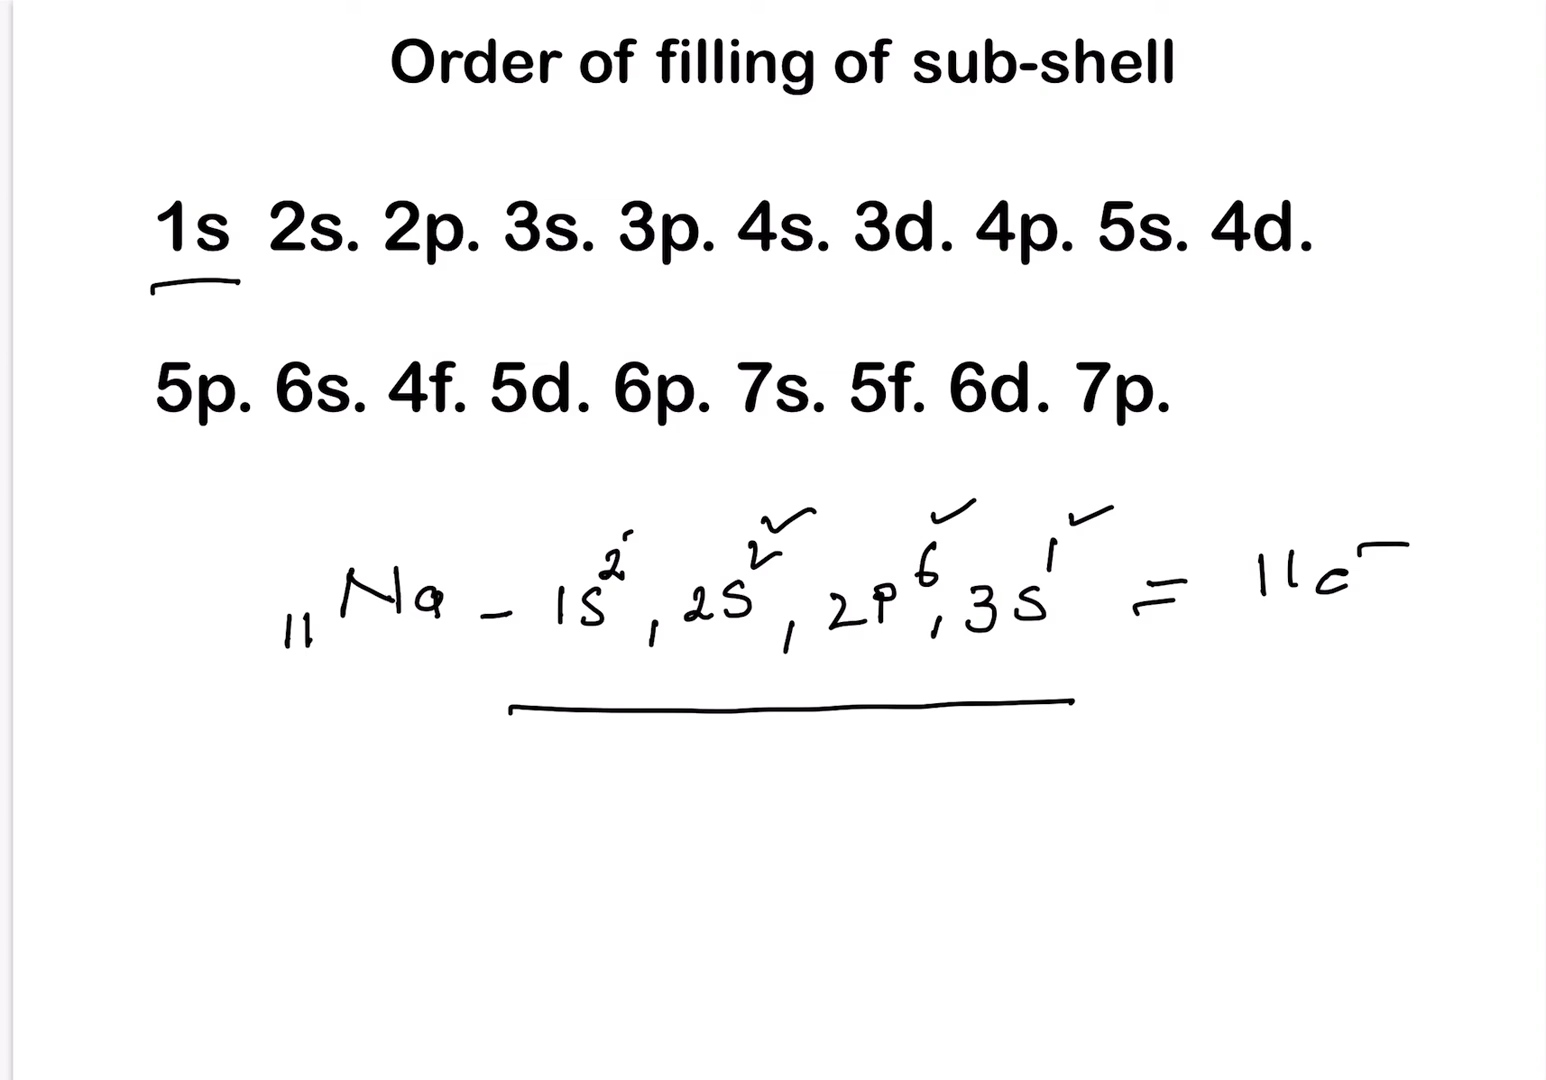 Order of filling of sub-shell
1s 2s. 2p. 3s. 3p. 4s. 3d. 4p. 5s. 4d.
5p. 6s. 4f. 5d. 6p. 7s. 5f. 6d. 7p.
₁₁Na - 1s², 2s², 2p⁶, 3s¹ = 11e⁻